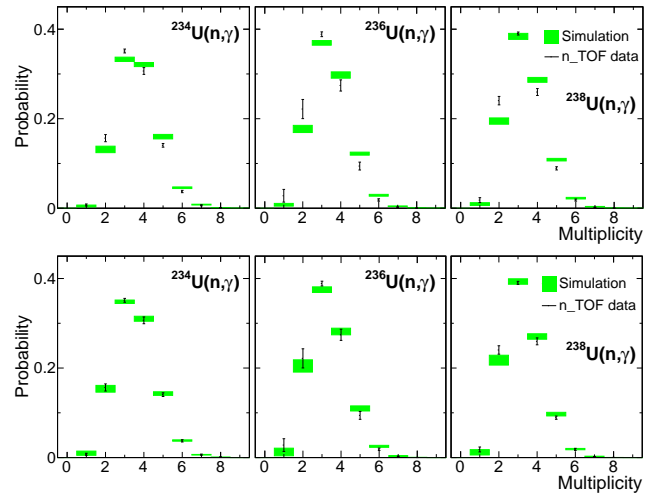 Probability
0.4
0.2
0
²³⁴U(n,γ)
²³⁶U(n,γ)
Simulation
n_TOF data
²³⁸U(n,γ)
0 2 4 6 8 0 2 4 6 8 0 2 4 6 8
Multiplicity
Probability
0.4
0.2
0
²³⁴U(n,γ)
²³⁶U(n,γ)
Simulation
n_TOF data
²³⁸U(n,γ)
0 2 4 6 8 0 2 4 6 8 0 2 4 6 8
Multiplicity